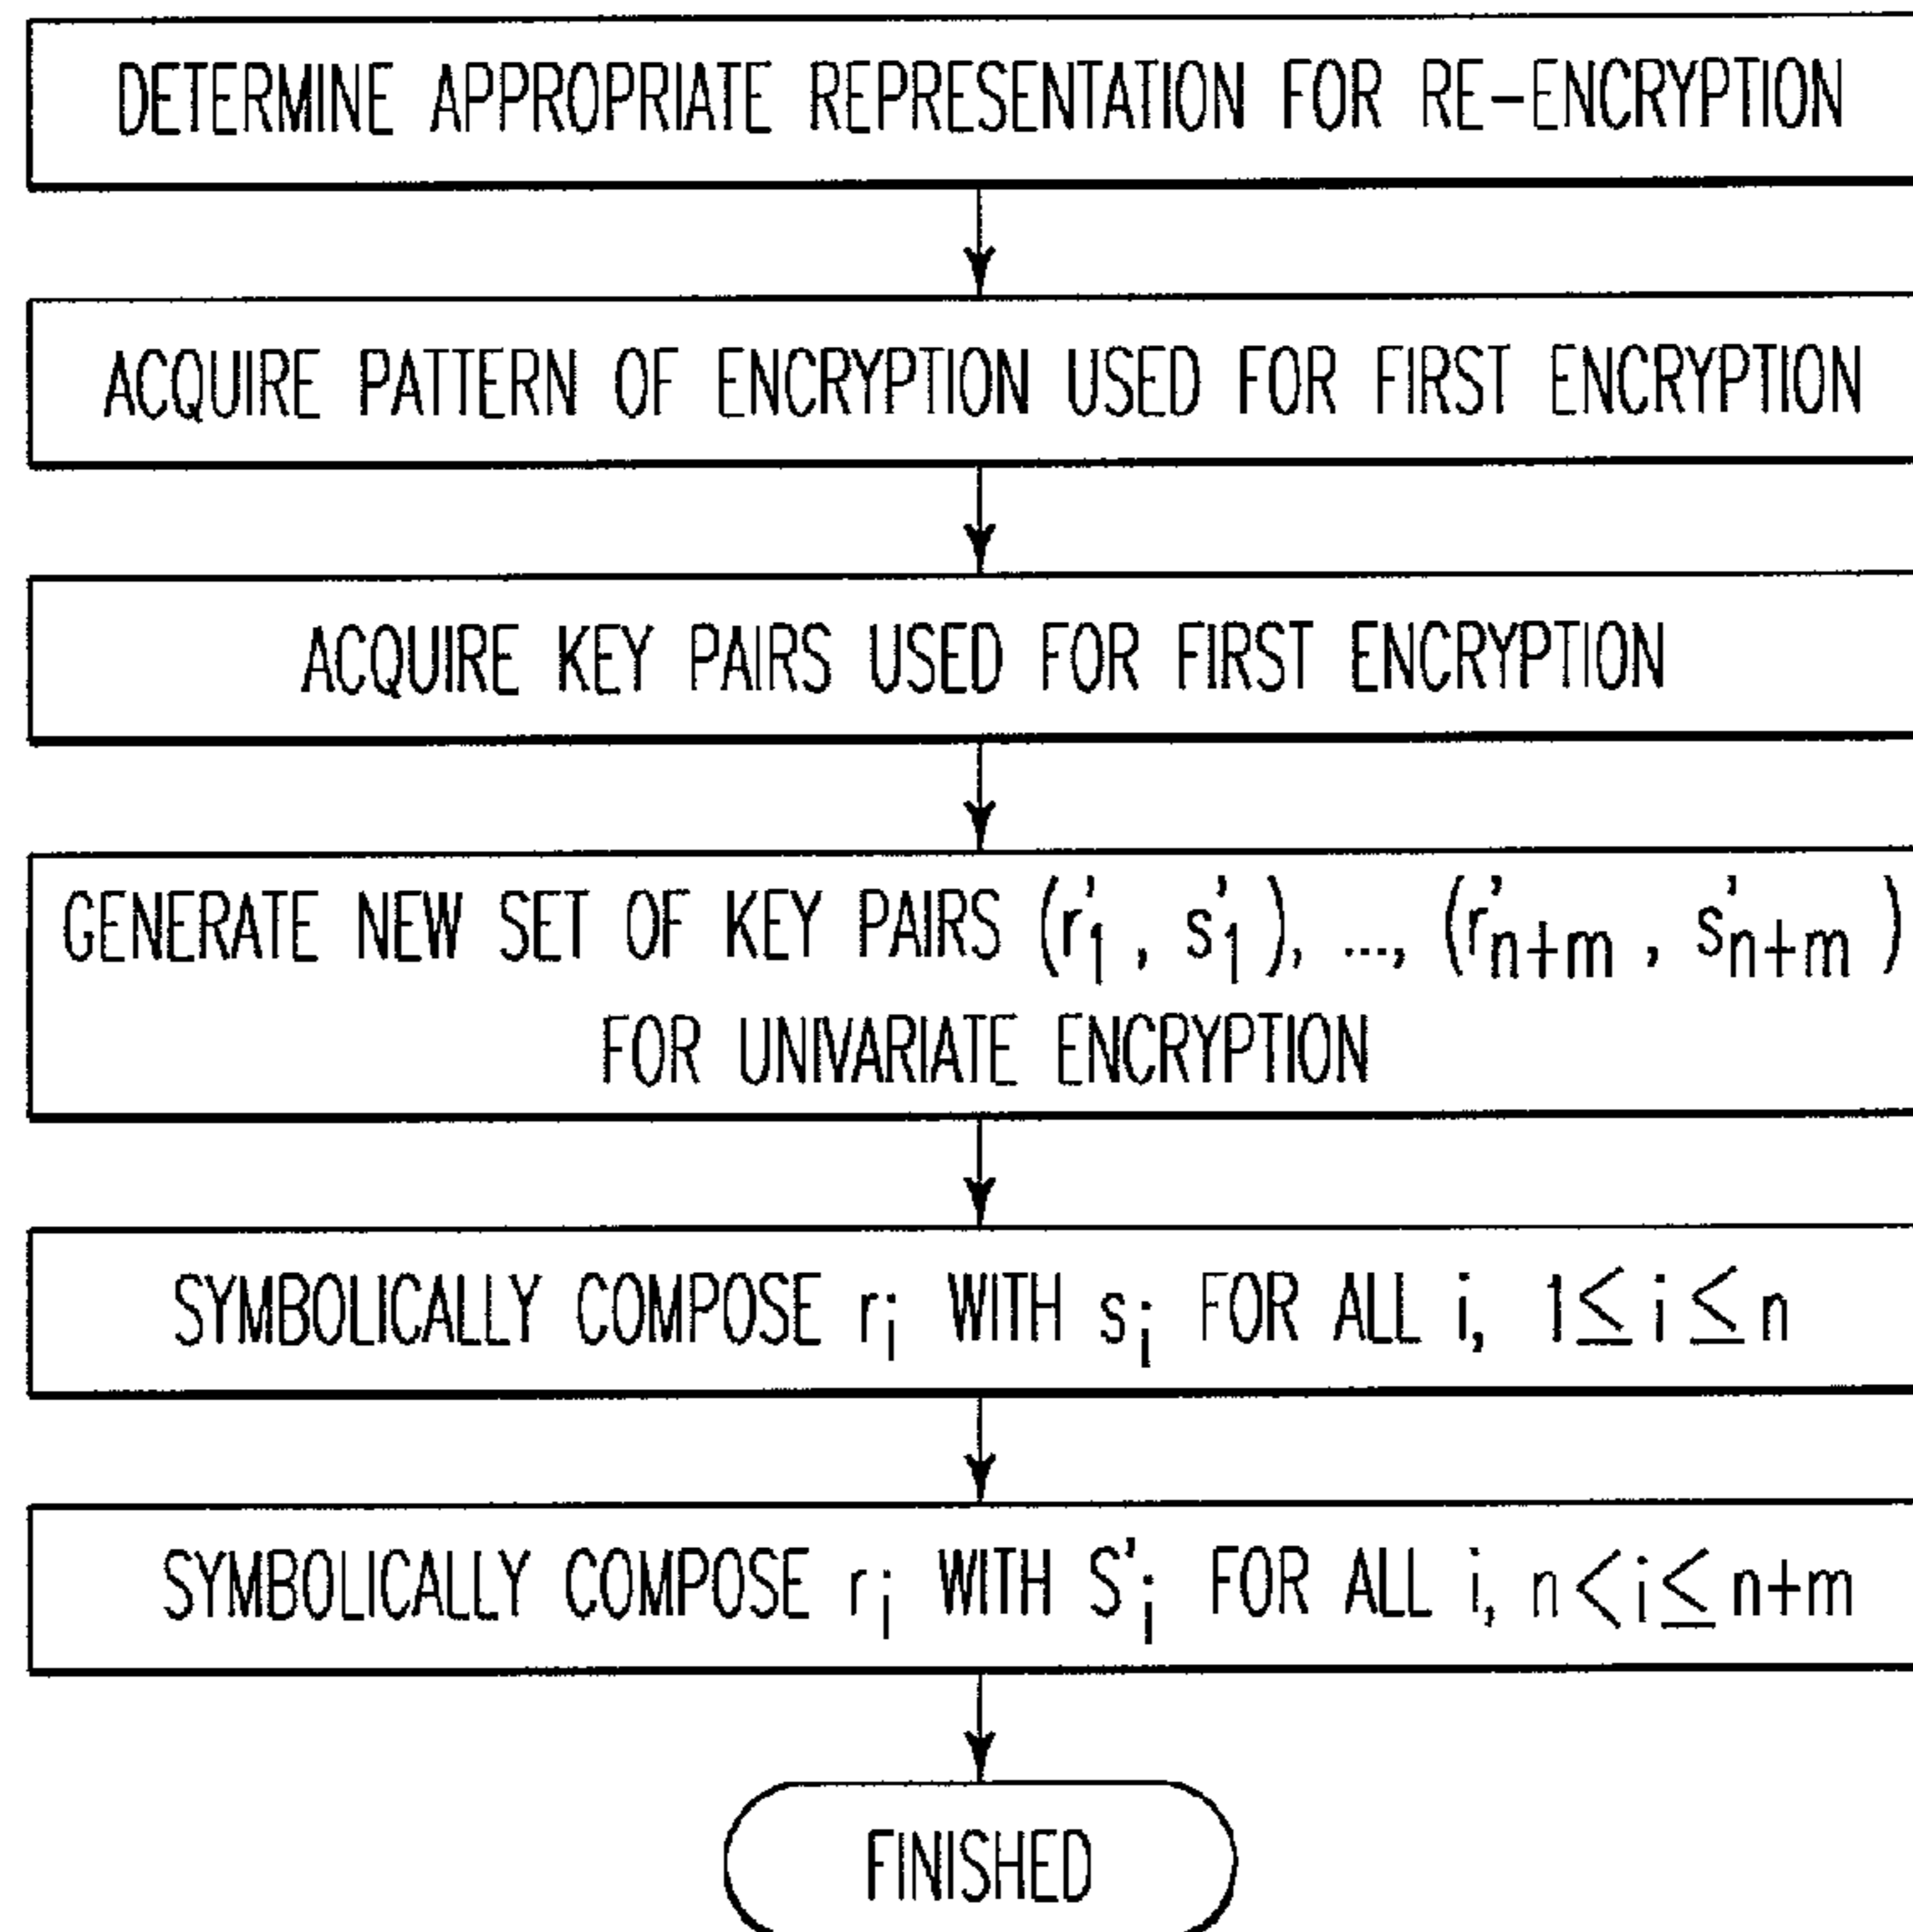 DETERMINE APPROPRIATE REPRESENTATION FOR RE-ENCRYPTION
ACQUIRE PATTERN OF ENCRYPTION USED FOR FIRST ENCRYPTION
ACQUIRE KEY PAIRS USED FOR FIRST ENCRYPTION
GENERATE NEW SET OF KEY PAIRS (r'₁, s'₁), ..., (r'ₙ₊ₘ, s'ₙ₊ₘ)
FOR UNIVARIATE ENCRYPTION
SYMBOLICALLY COMPOSE rᵢ WITH sᵢ FOR ALL i, 1≤i≤n
SYMBOLICALLY COMPOSE rᵢ WITH S'ᵢ FOR ALL i, n<i≤n+m
FINISHED